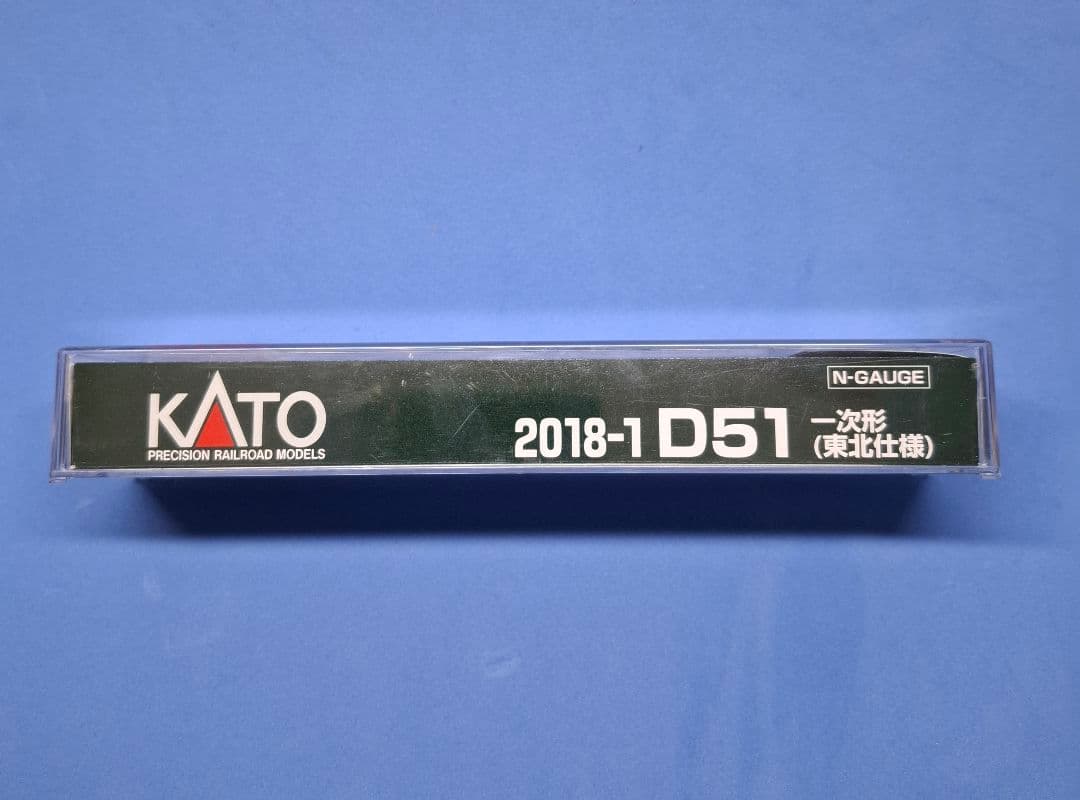 N-GAUGE
KATO
PRECISION RAILROAD MODELS
2018-1 D51 一次形
(東北仕様)